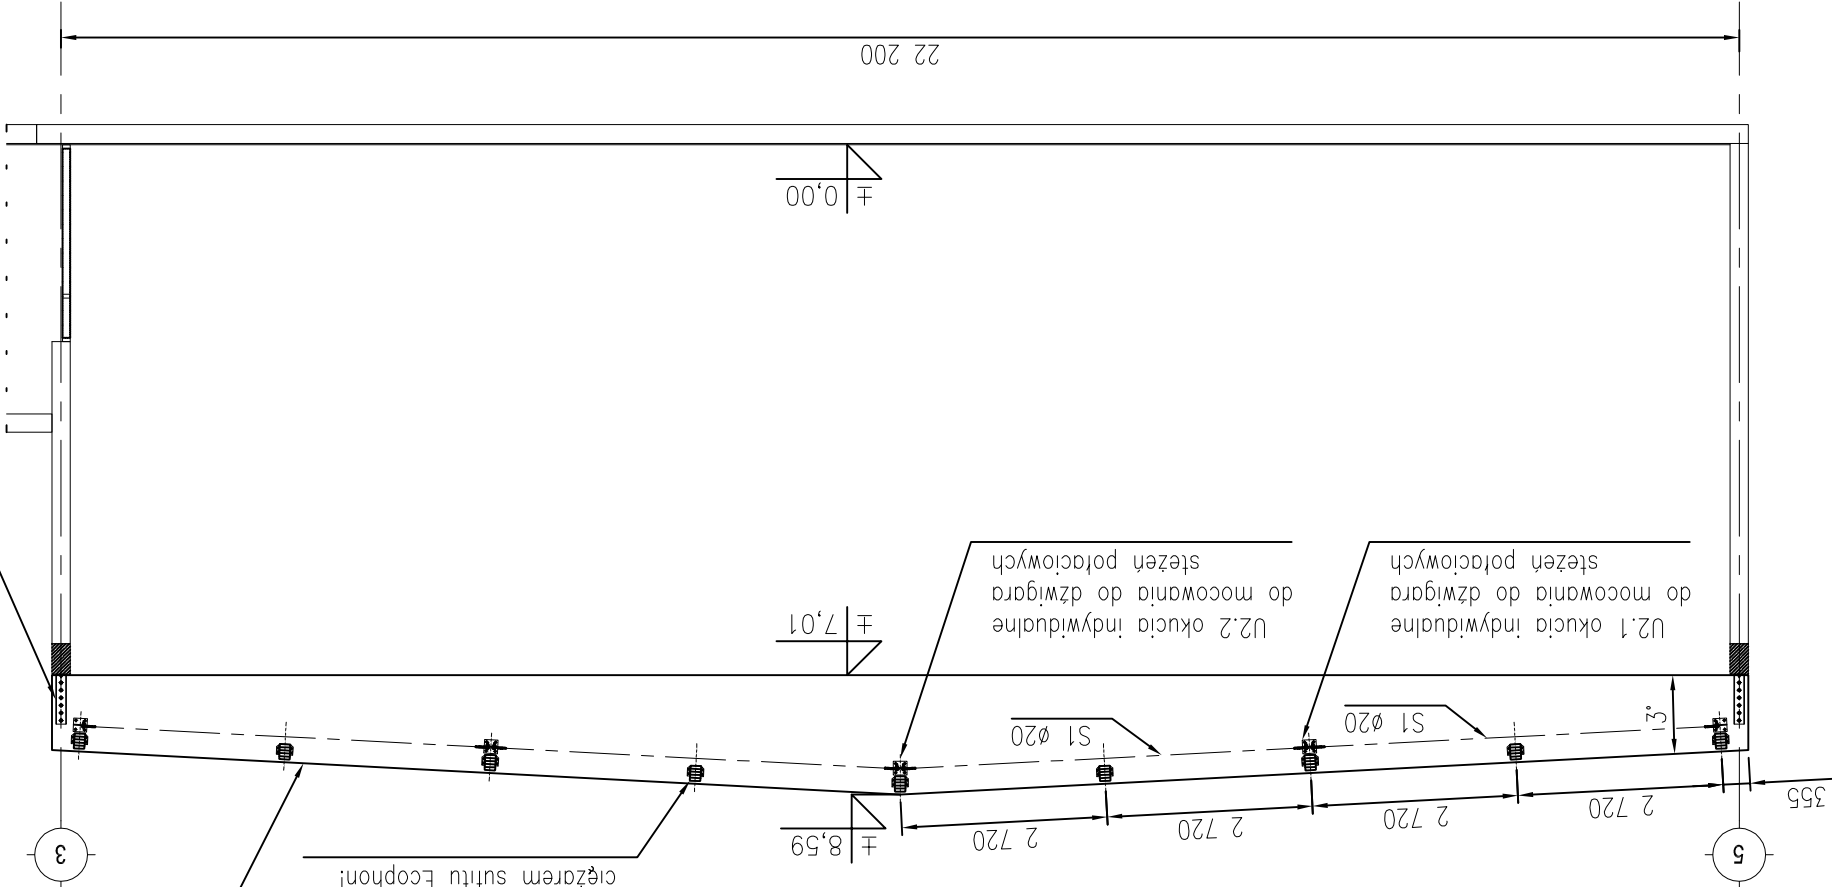 ciężarem sufitu Ecophon!
5
3
355
2 720
2 720
2 720
2 720
± 8,59
3°
S1 ø20
S1 ø20
U2.1 okucia indywidualne
do mocowania do dźwigara
stężeń połaciowych
U2.2 okucia indywidualne
do mocowania do dźwigara
stężeń połaciowych
± 7,01
± 0,00
22 200